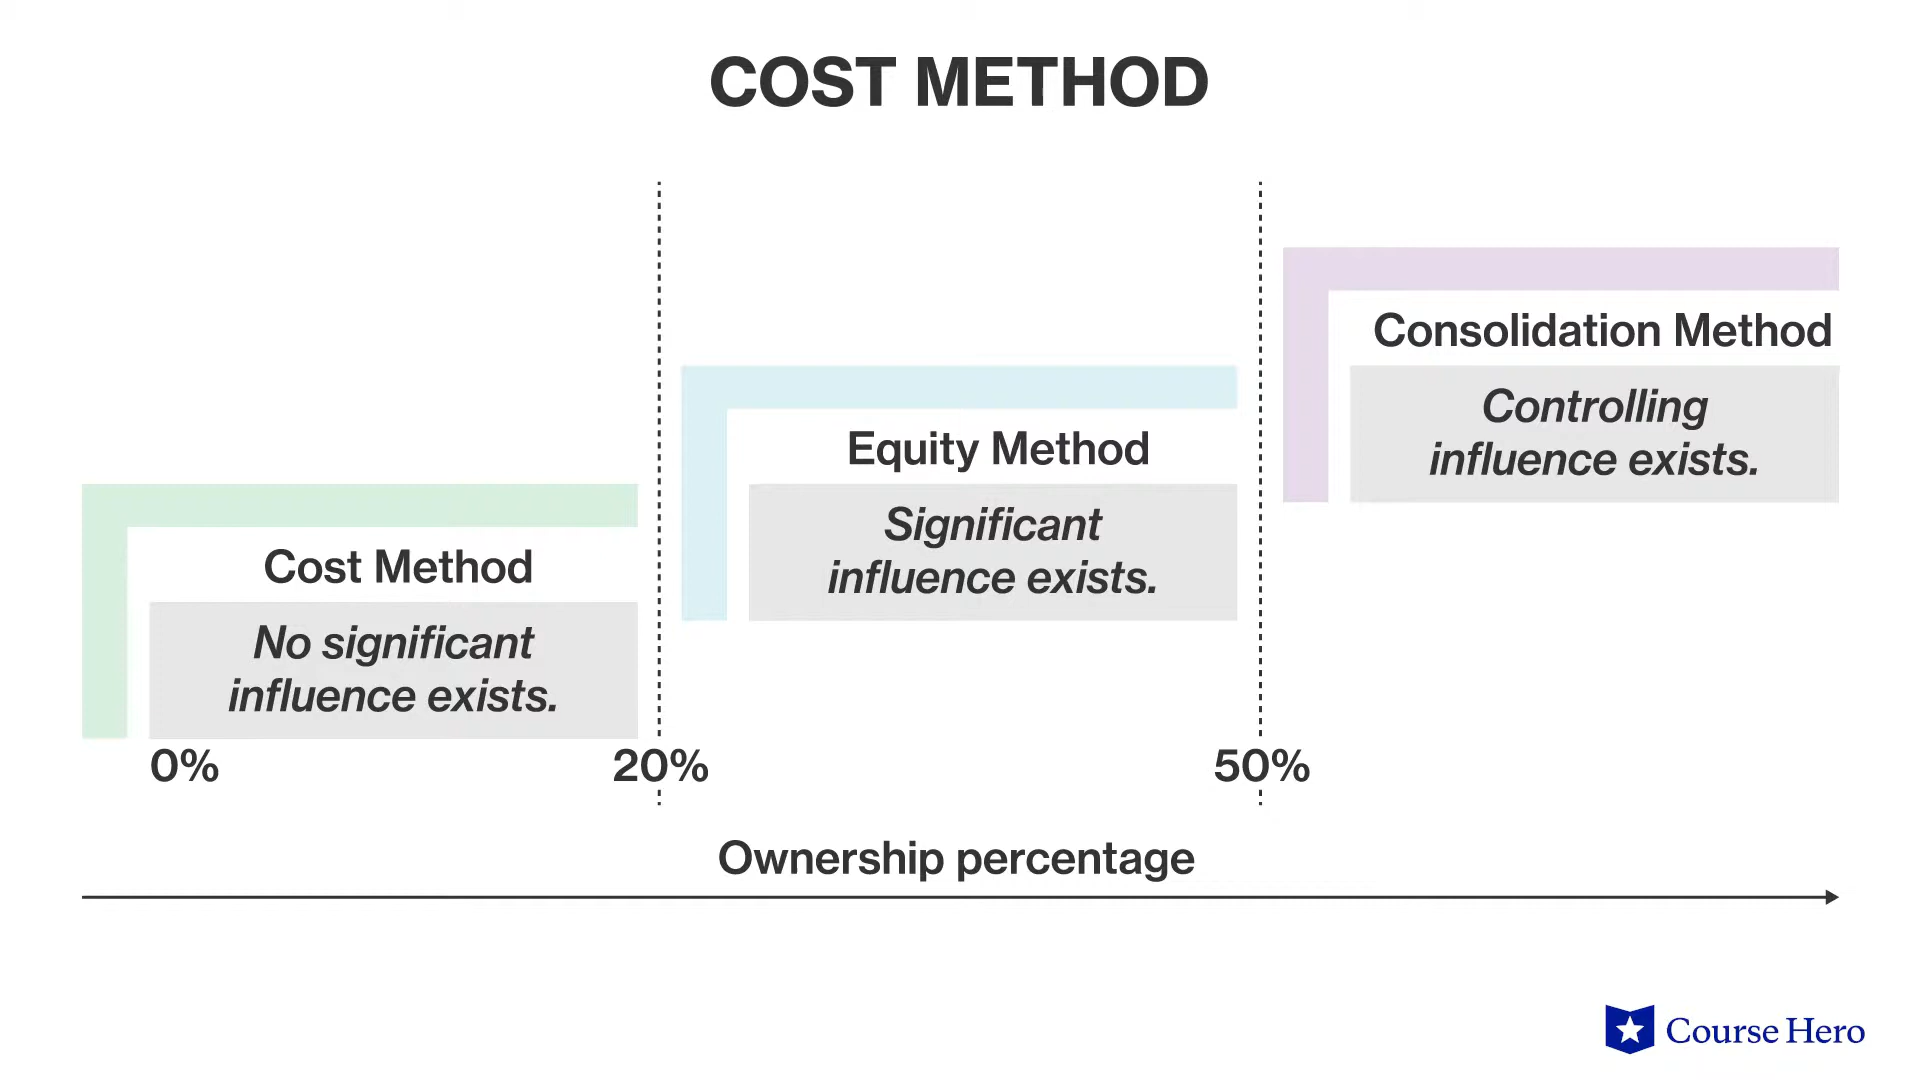 COST METHOD
Consolidation Method
Controlling
influence exists.
Equity Method
Significant
influence exists.
Cost Method
No significant
influence exists.
0%
20%
50%
Ownership percentage
Course Hero